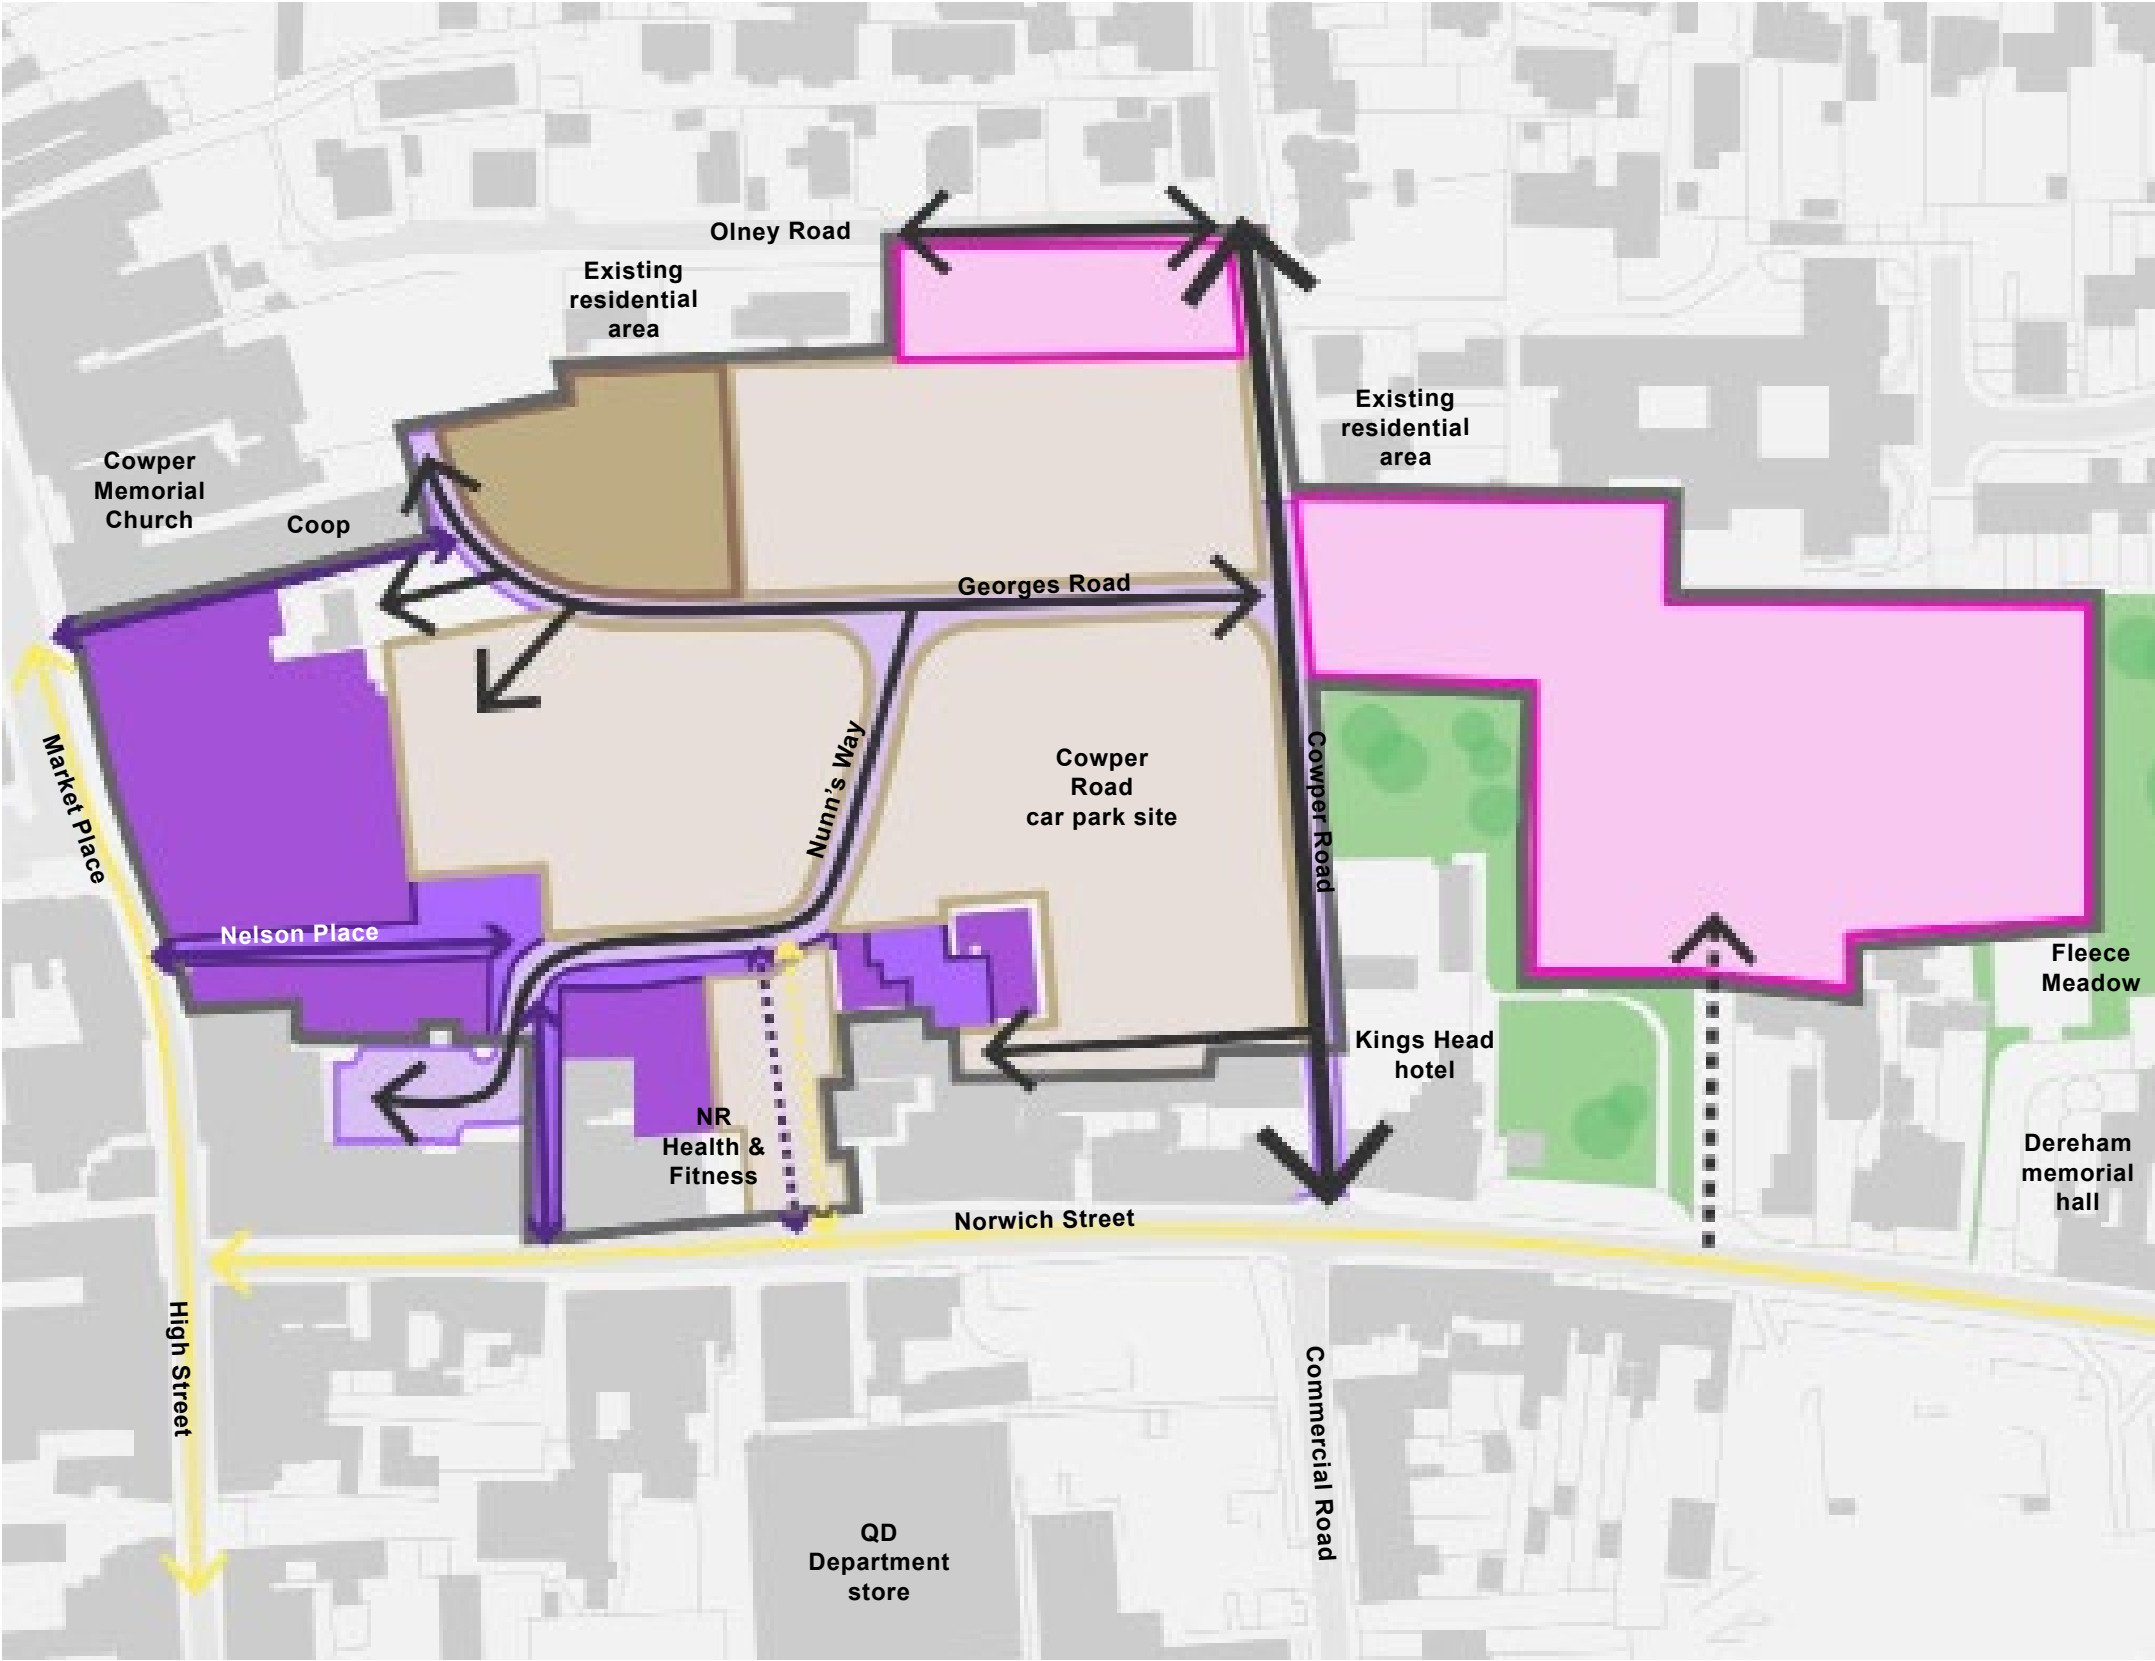 Olney Road
Existing
residential
area
Existing
residential
area
Cowper
Memorial
Church
Coop
Georges Road
Market Place
Nunn's Way
Cowper
Road
car park site
Cowper Road
Nelson Place
Fleece
Meadow
Kings Head
hotel
NR
Health &
Fitness
Dereham
memorial
hall
Norwich Street
High Street
Commercial Road
QD
Department
store